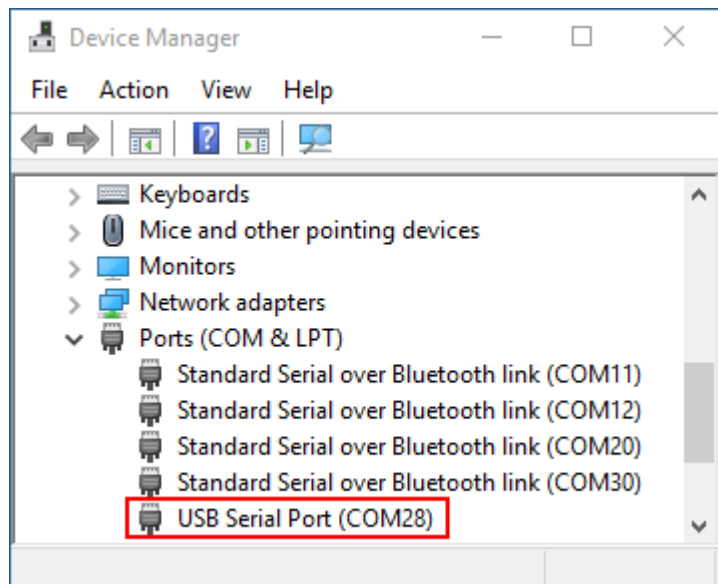 Device Manager
File Action View Help
Keyboards
Mice and other pointing devices
Monitors
Network adapters
Ports (COM & LPT)
Standard Serial over Bluetooth link (COM11)
Standard Serial over Bluetooth link (COM12)
Standard Serial over Bluetooth link (COM20)
Standard Serial over Bluetooth link (COM30)
USB Serial Port (COM28)